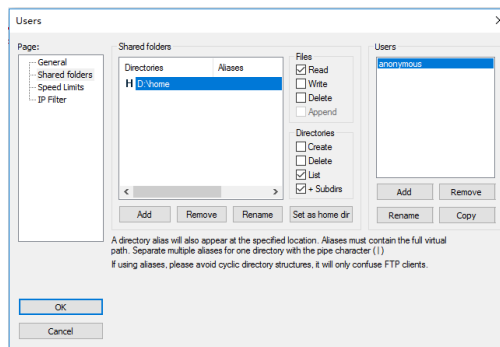 Users
Page:
General
Shared folders
Speed Limits
IP Filter
OK
Cancel
Shared folders
Directories Aliases
H D:\home
Add Remove Rename Set as home dir
Files
Read
Write
Delete
Append
Directories
Create
Delete
List
+ Subdirs
Users
anonymous
Add Remove
Rename Copy
A directory alias will also appear at the specified location. Aliases must contain the full virtual
path. Separate multiple aliases for one directory with the pipe character ( | )
If using aliases, please avoid cyclic directory structures, it will only confuse FTP clients.